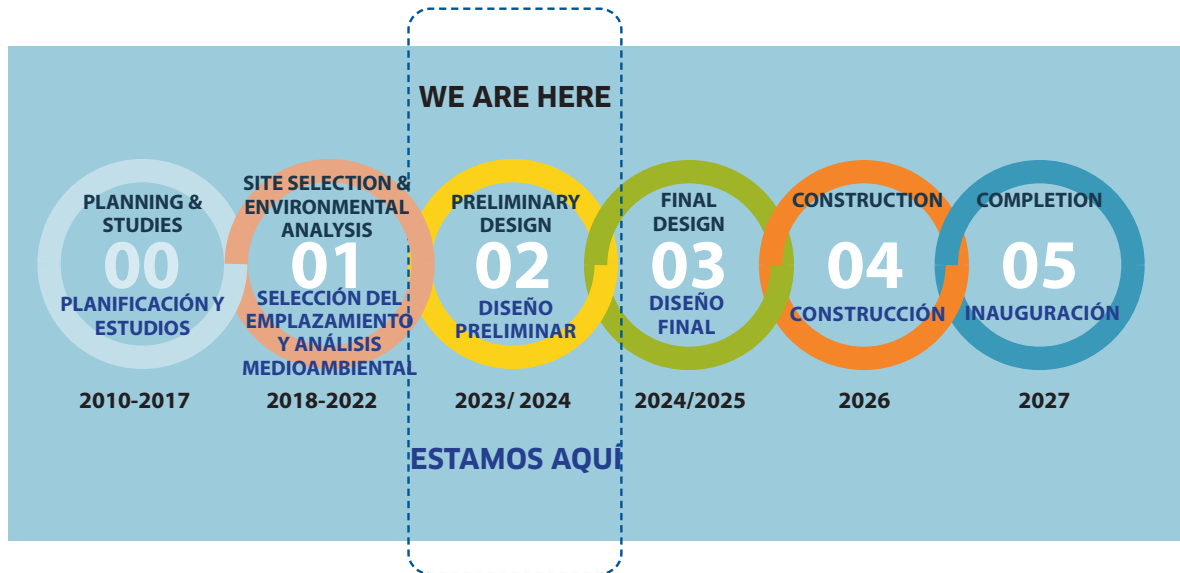 WE ARE HERE
PLANNING &
STUDIES
00
PLANIFICACIÓN Y
ESTUDIOS
2010-2017
SITE SELECTION &
ENVIRONMENTAL
ANALYSIS
01
SELECCIÓN DEL
EMPLAZAMIENTO
Y ANÁLISIS
MEDIOAMBIENTAL
2018-2022
PRELIMINARY
DESIGN
02
DISEÑO
PRELIMINAR
2023/ 2024
FINAL
DESIGN
03
DISEÑO
FINAL
2024/2025
CONSTRUCTION
04
CONSTRUCCIÓN
2026
COMPLETION
05
INAUGURACIÓN
2027
ESTAMOS AQUÍ